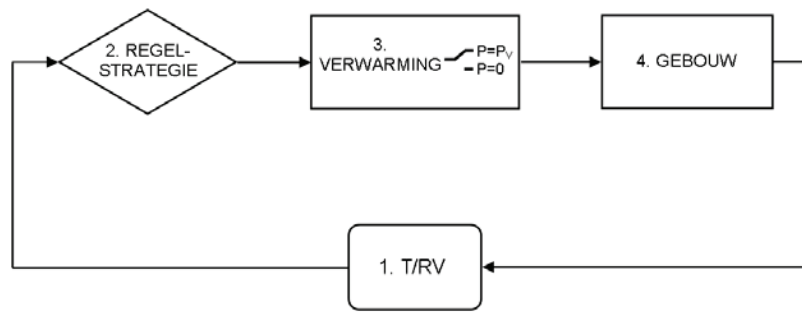 2. REGEL-
STRATEGIE
3.
VERWARMING
P=Pv
P=0
4. GEBOUW
1. T/RV